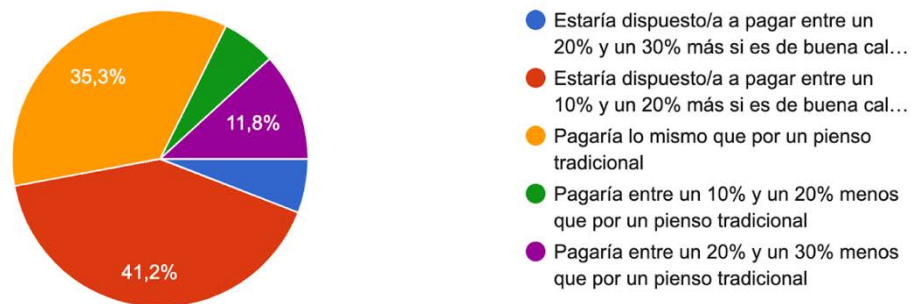 35,3%
11,8%
41,2%
Estaría dispuesto/a a pagar entre un
20% y un 30% más si es de buena cal…
Estaría dispuesto/a a pagar entre un
10% y un 20% más si es de buena cal…
Pagaría lo mismo que por un pienso
tradicional
Pagaría entre un 10% y un 20% menos
que por un pienso tradicional
Pagaría entre un 20% y un 30% menos
que por un pienso tradicional